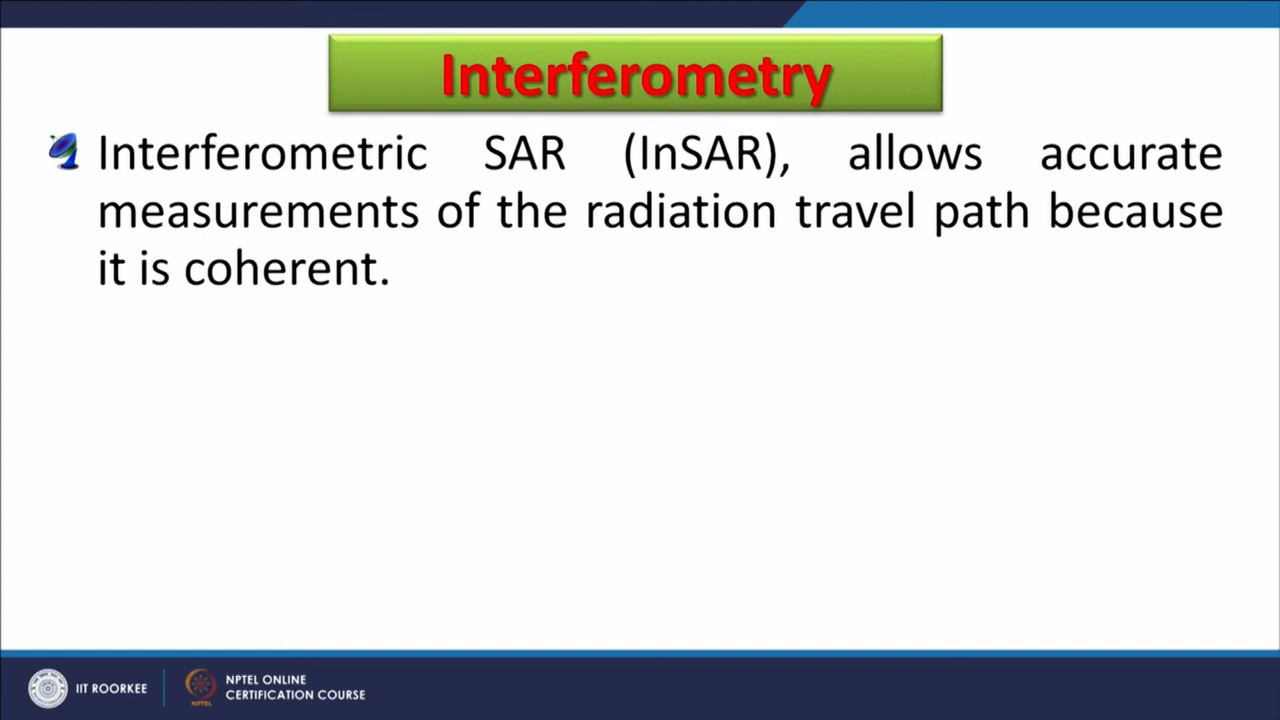 Interferometry
Interferometric SAR (InSAR), allows accurate
measurements of the radiation travel path because
it is coherent.
IIT ROORKEE
NPTEL
NPTEL ONLINE
CERTIFICATION COURSE